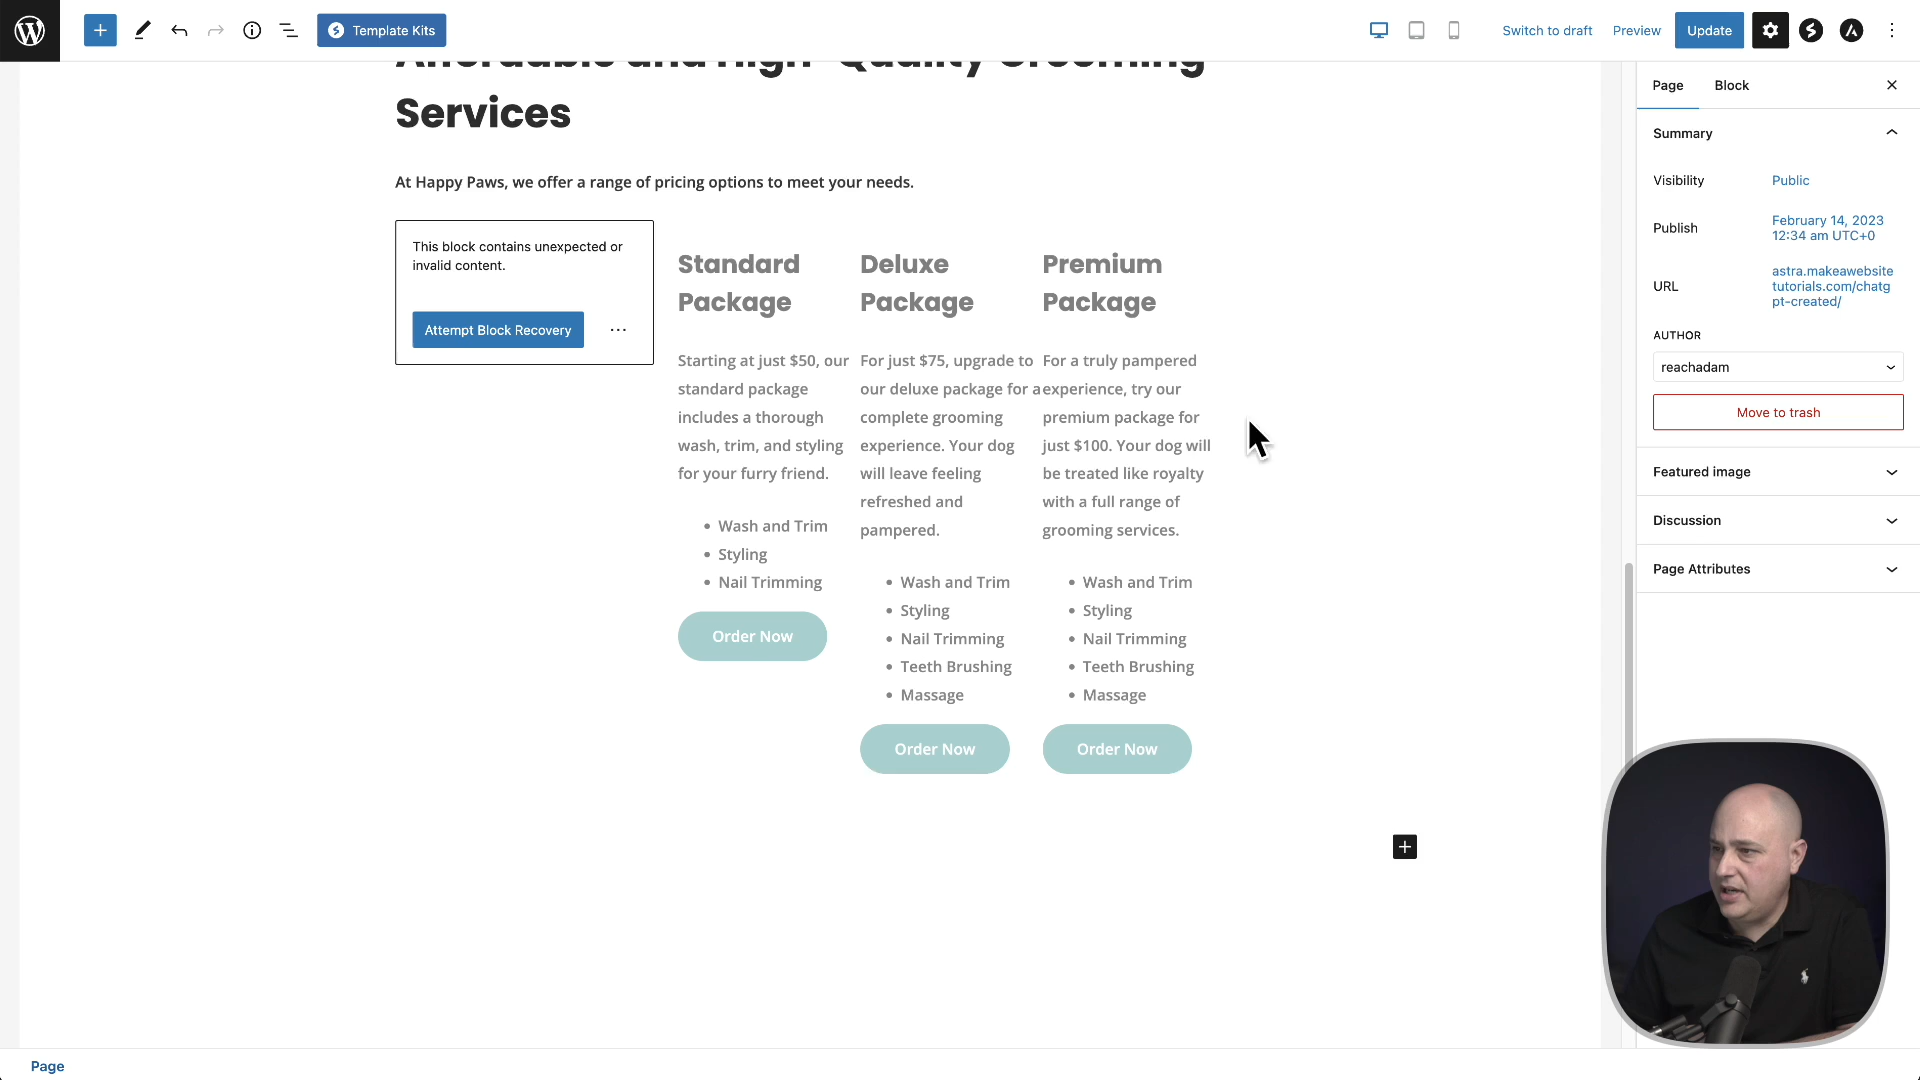 Template Kits
Switch to draft
Preview
Update
Affordable and High-Quality Grooming
Services
At Happy Paws, we offer a range of pricing options to meet your needs.
This block contains unexpected or
invalid content.
Attempt Block Recovery
Standard
Package
Starting at just $50, our
standard package
includes a thorough
wash, trim, and styling
for your furry friend.
• Wash and Trim
• Styling
• Nail Trimming
Order Now
Deluxe
Package
For just $75, upgrade to
our deluxe package for a
complete grooming
experience. Your dog
will leave feeling
refreshed and
pampered.
• Wash and Trim
• Styling
• Nail Trimming
• Teeth Brushing
• Massage
Order Now
Premium
Package
For a truly pampered
experience, try our
premium package for
just $100. Your dog will
be treated like royalty
with a full range of
grooming services.
• Wash and Trim
• Styling
• Nail Trimming
• Teeth Brushing
• Massage
Order Now
Page
Block
Summary
Visibility
Public
Publish
February 14, 2023
12:34 am UTC+0
URL
astra.makeawebsite
tutorials.com/chatg
pt-created/
AUTHOR
reachadam
Move to trash
Featured image
Discussion
Page Attributes
Page